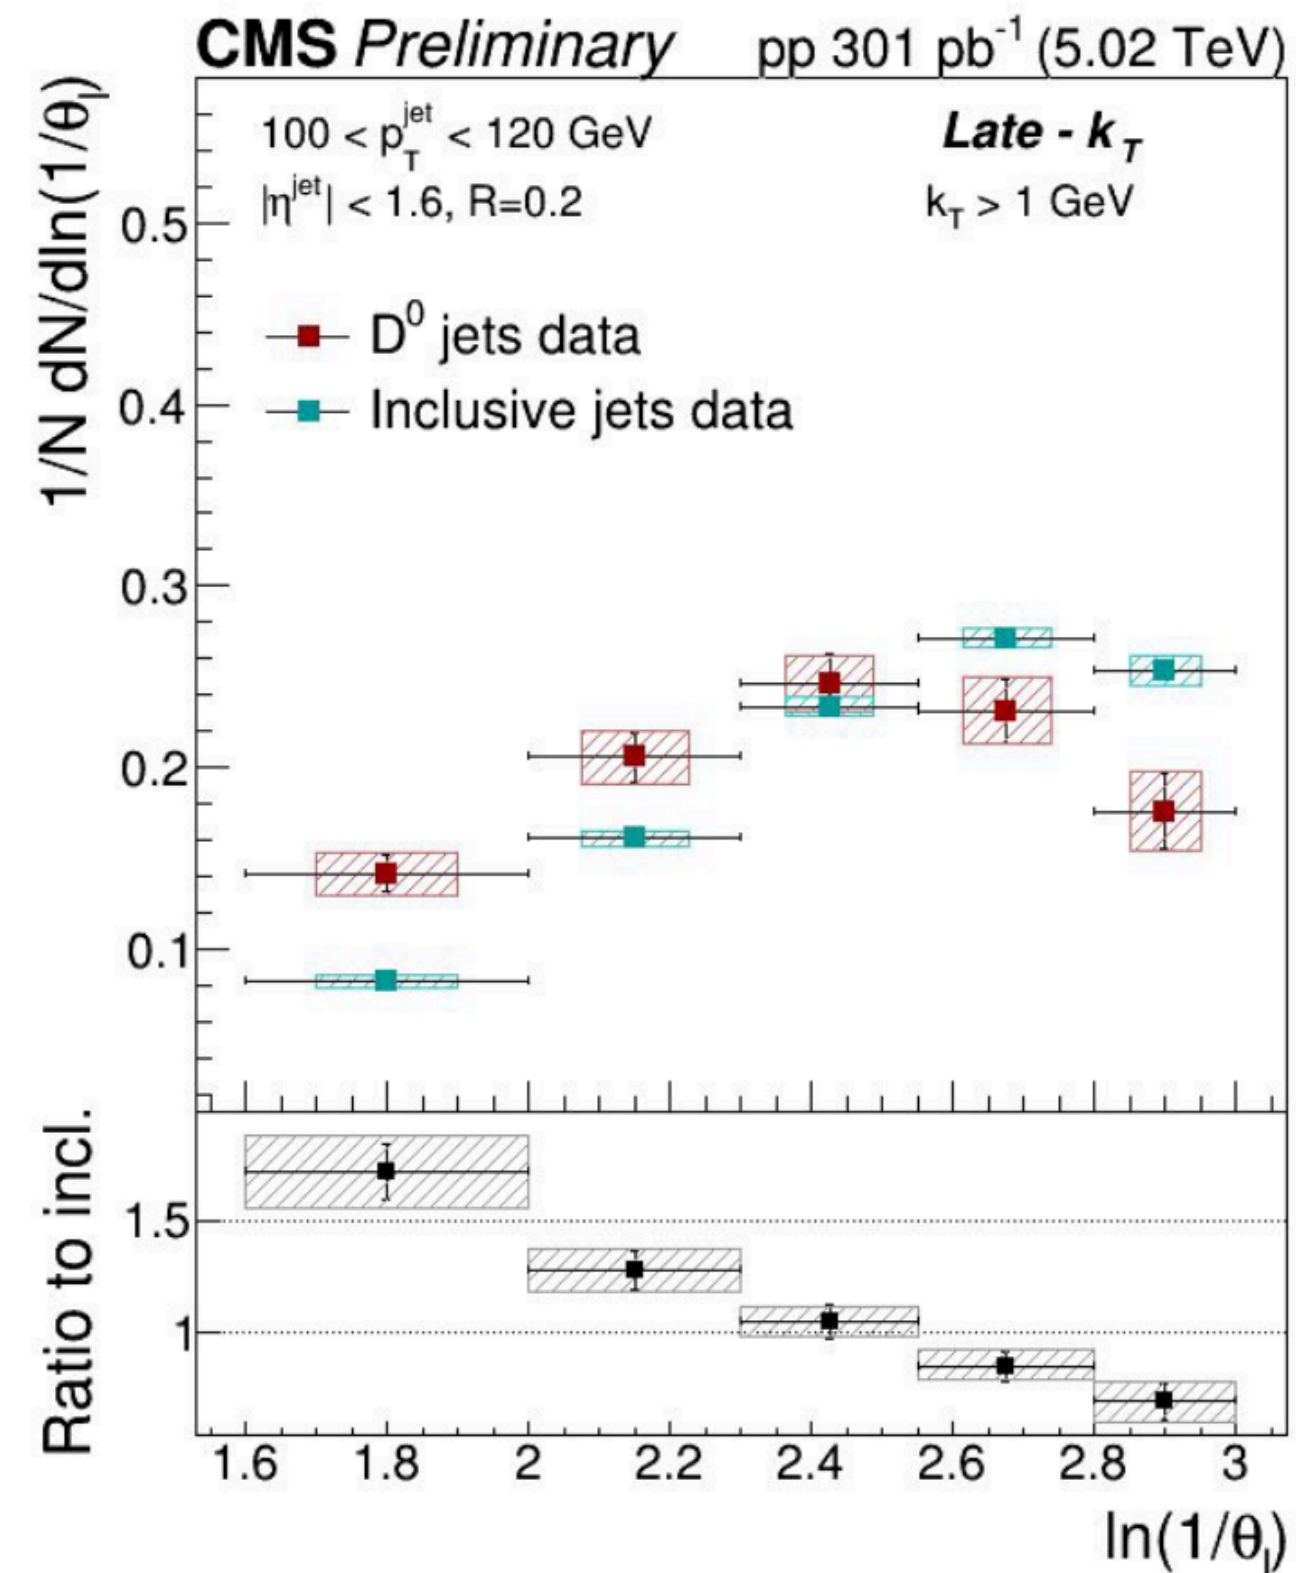 CMS Preliminary pp 301 pb⁻¹ (5.02 TeV)
1/N dN/dln(1/θ_l)
100 < p_T^jet < 120 GeV
|η^jet| < 1.6, R=0.2
Late - k_T
k_T > 1 GeV
D⁰ jets data
Inclusive jets data
0.5
0.4
0.3
0.2
0.1
Ratio to incl.
1.5
1
1.6 1.8 2 2.2 2.4 2.6 2.8 3
ln(1/θ_l)